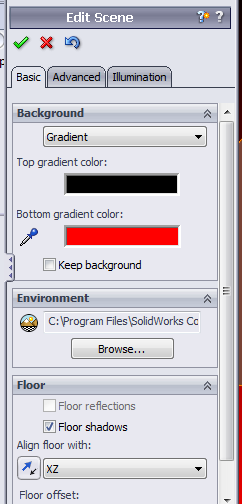 Edit Scene
Basic Advanced Illumination
Background
Gradient
Top gradient color:
Bottom gradient color:
Keep background
Environment
C:\Program Files\SolidWorks Co
Browse...
Floor
Floor reflections
Floor shadows
Align floor with:
XZ
Floor offset: